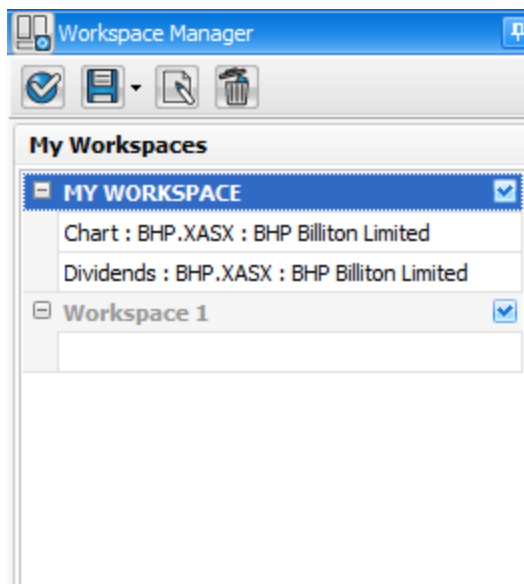 Workspace Manager
My Workspaces
MY WORKSPACE
Chart : BHP.XASX : BHP Billiton Limited
Dividends : BHP.XASX : BHP Billiton Limited
Workspace 1